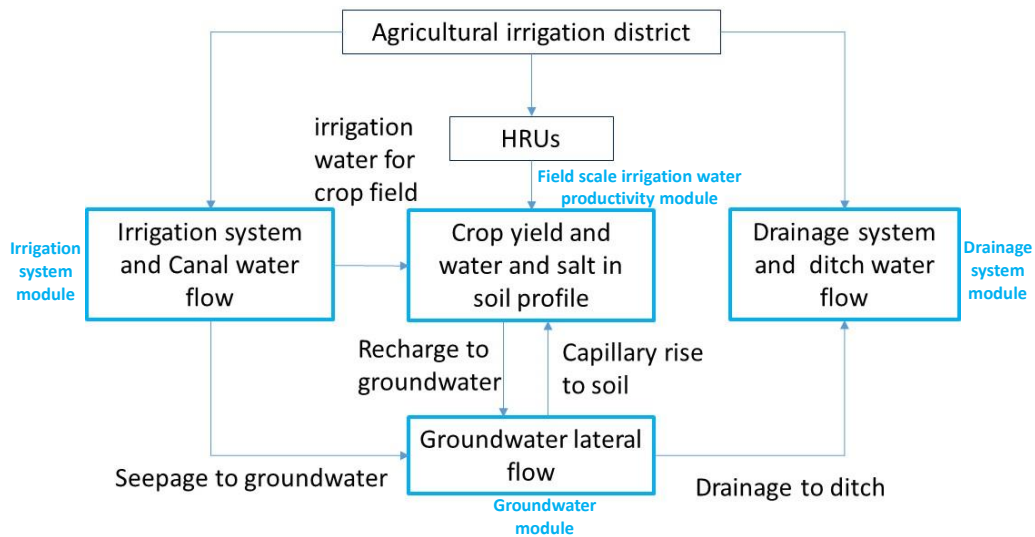 Agricultural irrigation district
HRUs
irrigation
water for
crop field
Field scale irrigation water
productivity module
Irrigation
system
module
Irrigation system
and Canal water
flow
Crop yield and
water and salt in
soil profile
Drainage system
and ditch water
flow
Drainage
system
module
Recharge to
groundwater
Capillary rise
to soil
Groundwater lateral
flow
Seepage to groundwater
Drainage to ditch
Groundwater
module